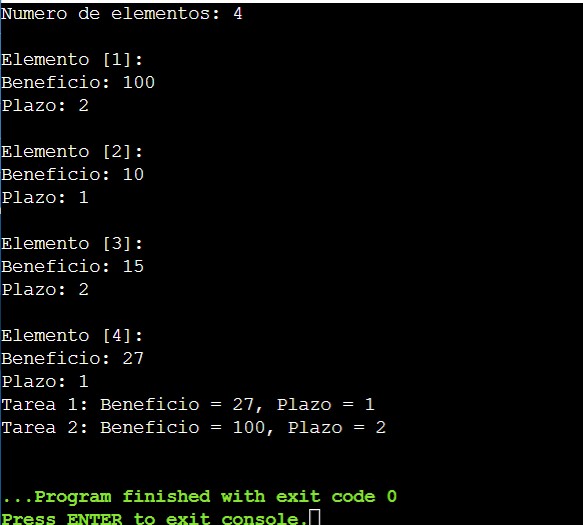 Numero de elementos: 4
Elemento [1]:
Beneficio: 100
Plazo: 2
Elemento [2]:
Beneficio: 10
Plazo: 1
Elemento [3]:
Beneficio: 15
Plazo: 2
Elemento [4]:
Beneficio: 27
Plazo: 1
Tarea 1: Beneficio = 27, Plazo = 1
Tarea 2: Beneficio = 100, Plazo = 2
...Program finished with exit code 0
Press ENTER to exit console.